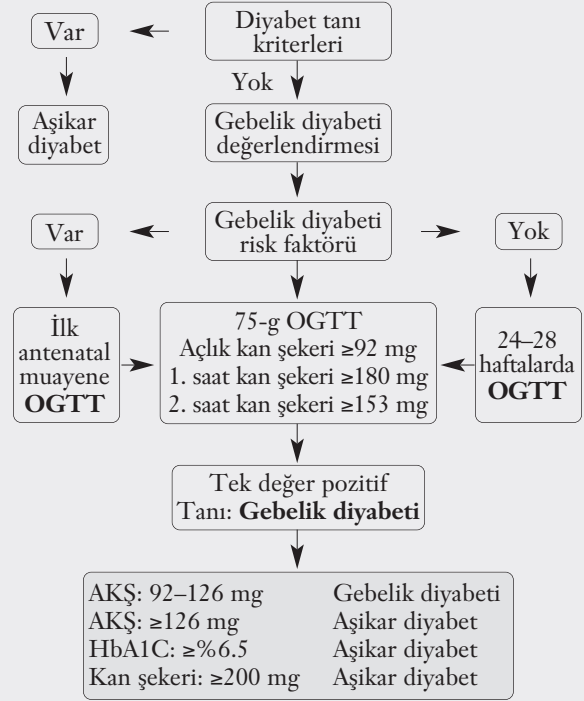 Var
Diyabet tanı
kriterleri
Yok
Aşikar
diyabet
Gebelik diyabeti
değerlendirmesi
Var
Gebelik diyabeti
risk faktörü
Yok
İlk
antenatal
muayene
OGTT
75-g OGTT
Açlık kan şekeri ≥92 mg
1. saat kan şekeri ≥180 mg
2. saat kan şekeri ≥153 mg
24–28
haftalarda
OGTT
Tek değer pozitif
Tanı: Gebelik diyabeti
AKŞ: 92–126 mg Gebelik diyabeti
AKŞ: ≥126 mg Aşikar diyabet
HbA1C: ≥%6.5 Aşikar diyabet
Kan şekeri: ≥200 mg Aşikar diyabet